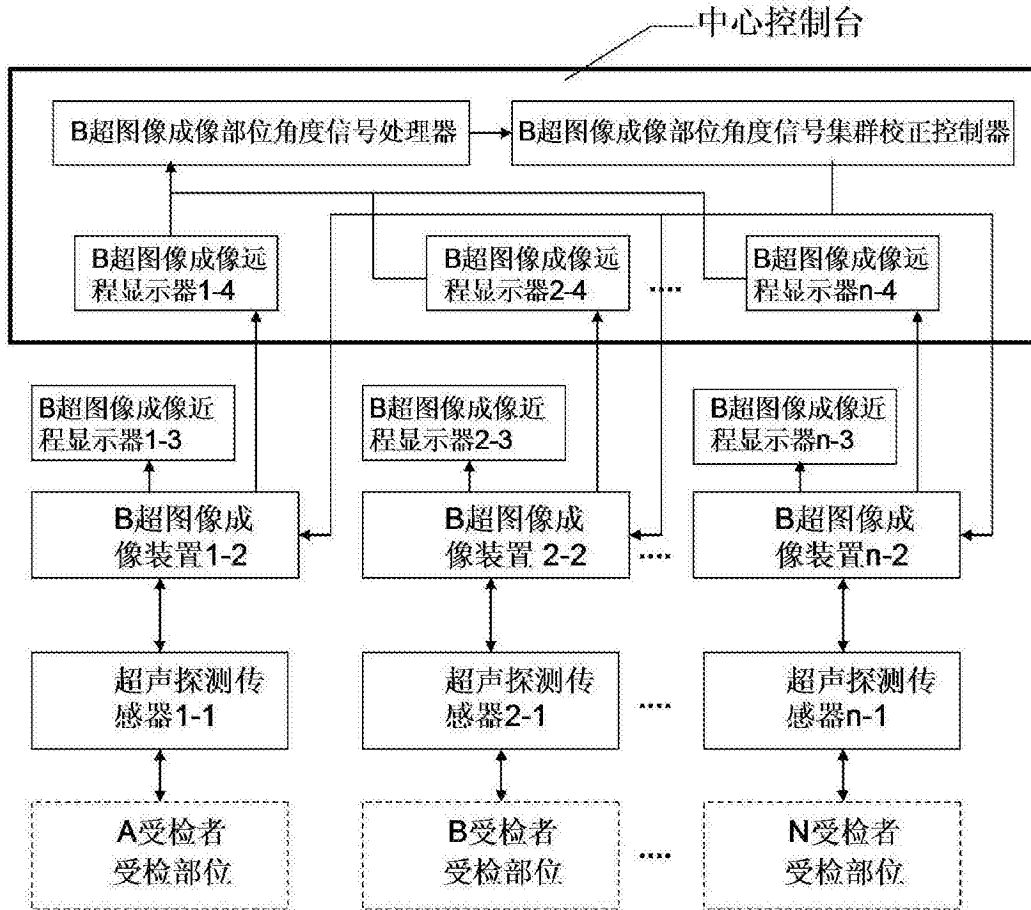 中心控制台
B超图像成像部位角度信号处理器
B超图像成像部位角度信号集群校正控制器
B超图像成像远
程显示器1-4
B超图像成像远
程显示器2-4
....
B超图像成像远
程显示器n-4
B超图像成像近
程显示器1-3
B超图像成像近
程显示器2-3
B超图像成像近
程显示器n-3
B超图像成
像装置1-2
B超图像成
像装置 2-2
....
B超图像成
像装置n-2
超声探测传
感器1-1
超声探测传
感器2-1
....
超声探测传
感器n-1
A受检者
受检部位
B受检者
受检部位
....
N受检者
受检部位